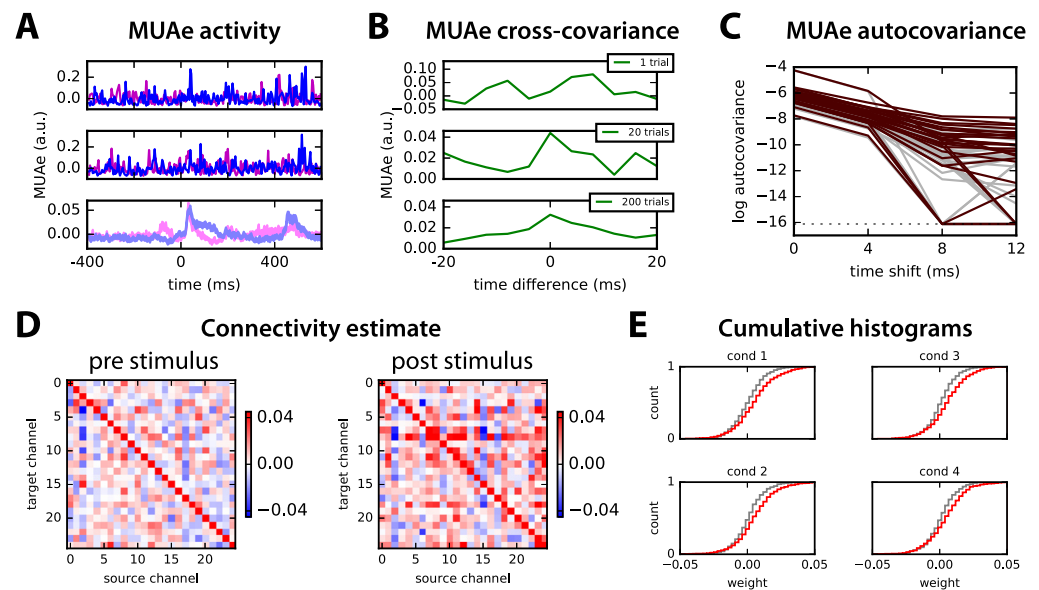 A MUAe activity
B MUAe cross-covariance
C MUAe autocovariance
MUAe (a.u.)
0.2
0.0
0.2
0.0
0.05
0.00
-400
0
400
time (ms)
MUAe (a.u.)
0.10
0.05
0.00
−0.05
1 trial
0.04
0.02
0.00
20 trials
0.04
0.02
0.00
200 trials
-20
0
20
time difference (ms)
log autocovariance
−4
−6
−8
−10
−12
−14
−16
0
4
8
12
time shift (ms)
D Connectivity estimate
pre stimulus
post stimulus
target channel
0
5
10
15
20
0 5 10 15 20
source channel
0.04
0.00
−0.04
target channel
0
5
10
15
20
0 5 10 15 20
source channel
0.04
0.00
−0.04
E Cumulative histograms
cond 1
cond 3
count
1
0
1
0
cond 2
cond 4
count
1
0
1
0
−0.05 0.00 0.05
weight
−0.05 0.00 0.05
weight